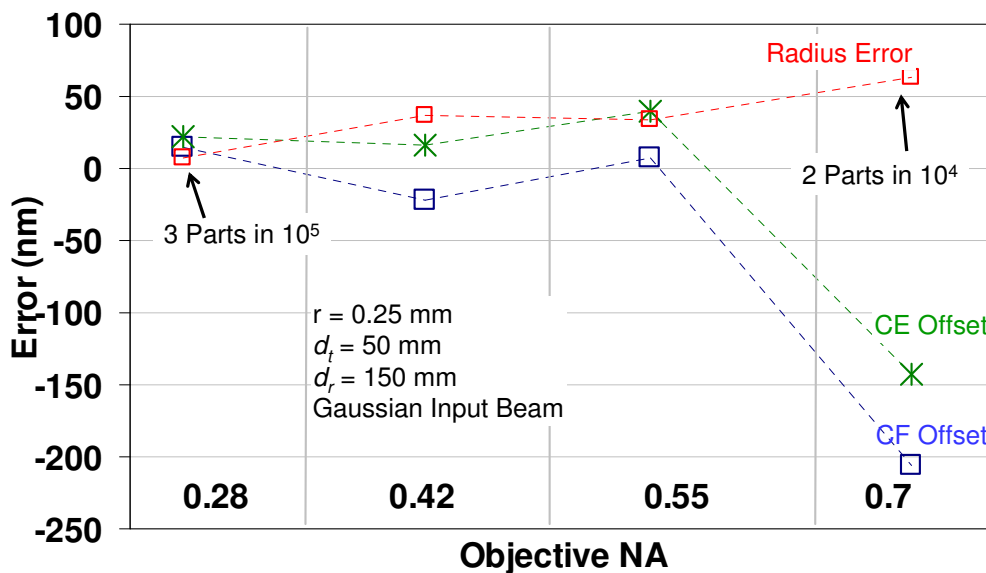 100
50
0
-50
-100
-150
-200
-250
Error (nm)
Radius Error
3 Parts in 10⁵
2 Parts in 10⁴
r = 0.25 mm
dₜ = 50 mm
dᵣ = 150 mm
Gaussian Input Beam
CE Offset
CF Offset
0.28 0.42 0.55 0.7
Objective NA